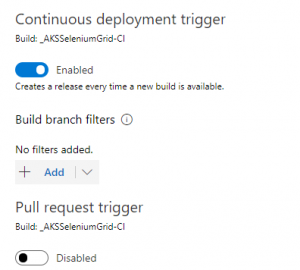 Continuous deployment trigger
Build: _AKSSeleniumGrid-CI
Enabled
Creates a release every time a new build is available.
Build branch filters
No filters added.
+ Add
Pull request trigger
Build: _AKSSeleniumGrid-CI
Disabled